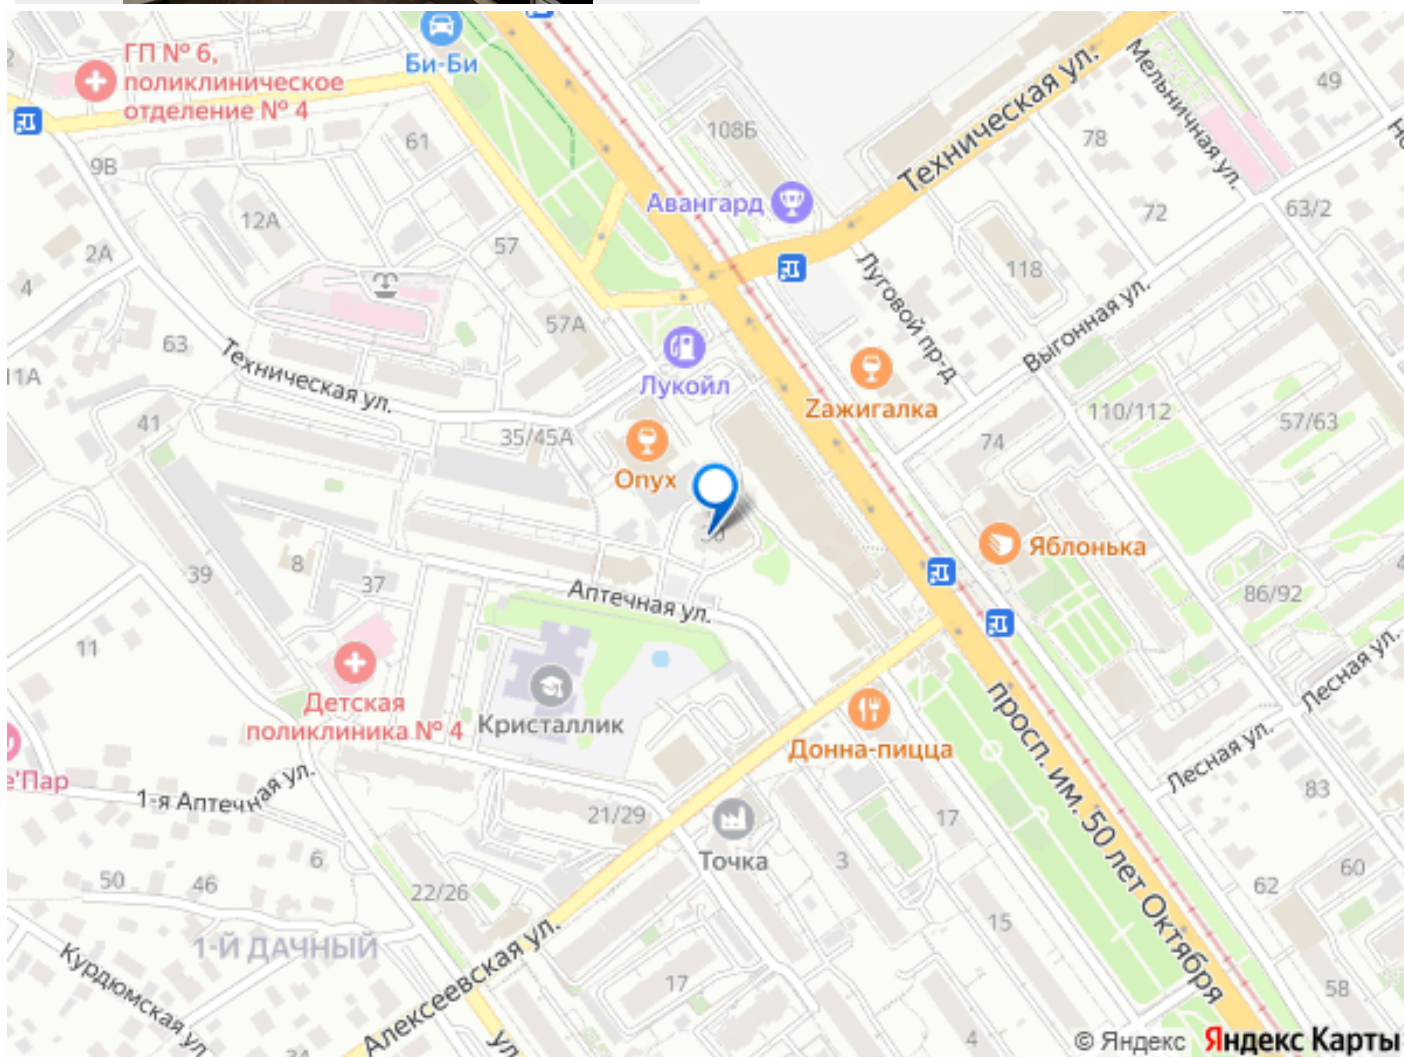 ГП № 6,
поликлиническое
отделение № 4
Би-Би
Техническая ул.
Мельничная ул.
49
108Б
78
61
9В
Авангард
72
63/2
12А
57
2А
118
Луговой пр-д
4
Выгонная ул.
57А
63
Техническая ул.
Лукойл
11А
Zажигалка
110/112
57/63
41
35/45А
74
Опух
Яблонька
39
8
37
Аптечная ул.
86/92
11
Детская
поликлиника № 4
Кристаллик
Лесная ул.
Лесная ул.
Донна-пицца
просп. им. 50 лет Октября
е'Пар
1-я Аптечная ул.
21/29
17
83
Точка
3
6
50
46
22/26
60
62
1-Й ДАЧНЫЙ
15
Курдюмская ул.
Алексеевская ул.
17
58
4
© Яндекс Яндекс Карты